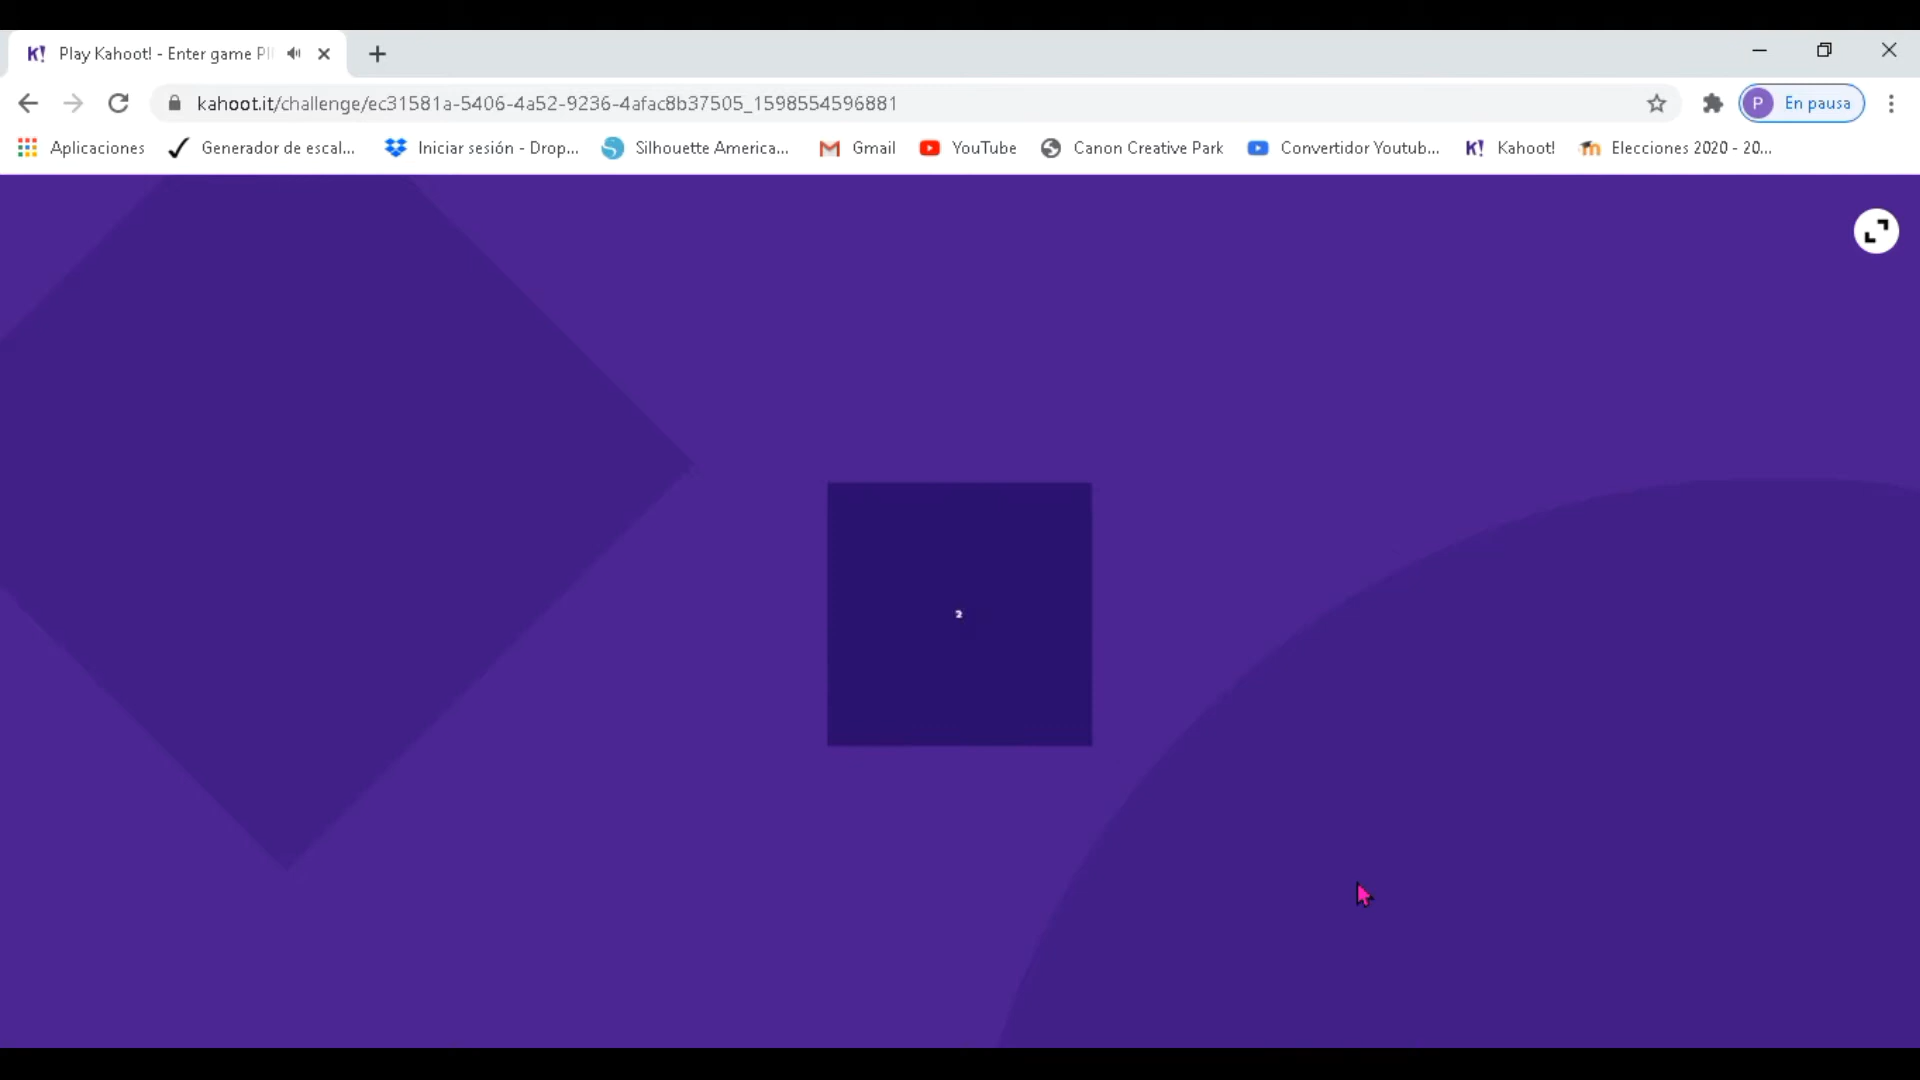 K! Play Kahoot! - Enter game PI
kahoot.it/challenge/ec31581a-5406-4a52-9236-4afac8b37505_1598554596881
P En pausa
Aplicaciones Generador de escal... Iniciar sesión - Drop... Silhouette America... Gmail YouTube Canon Creative Park Convertidor Youtub... K! Kahoot! Elecciones 2020 - 20...
2